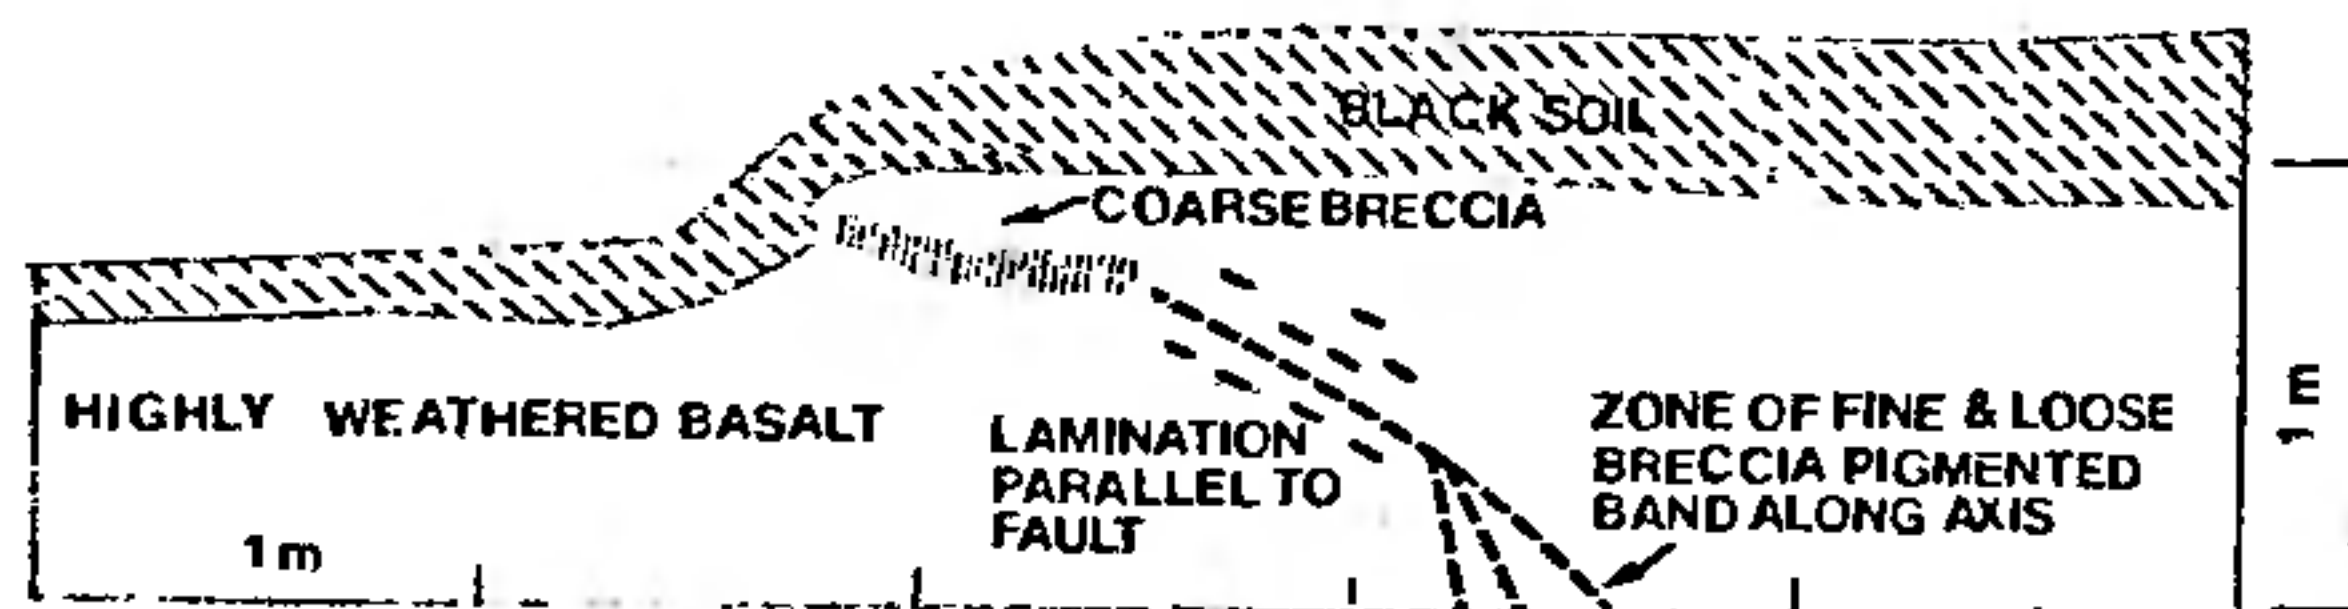 BLACK SOIL
COARSE BRECCIA
HIGHLY WEATHERED BASALT
LAMINATION
PARALLEL TO
FAULT
ZONE OF FINE & LOOSE
BRECCIA PIGMENTED
BAND ALONG AXIS
1 m
1 m